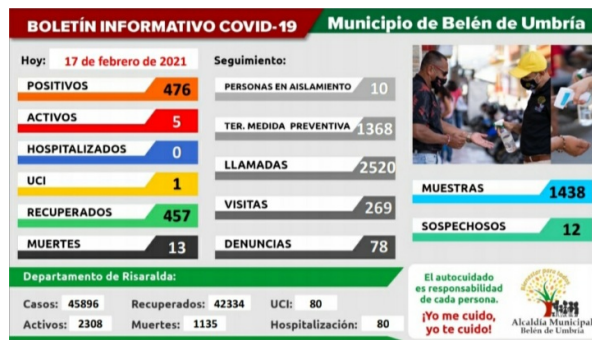 BOLETÍN INFORMATIVO COVID-19
Municipio de Belén de Umbría
Hoy: 17 de febrero de 2021
POSITIVOS 476
ACTIVOS 5
HOSPITALIZADOS 0
UCI 1
RECUPERADOS 457
MUERTES 13
Seguimiento:
PERSONAS EN AISLAMIENTO 10
TER. MEDIDA PREVENTIVA 1368
LLAMADAS 2520
VISITAS 269
DENUNCIAS 78
MUESTRAS 1438
SOSPECHOSOS 12
Departamento de Risaralda:
Casos: 45896 Recuperados: 42334 UCI: 80
Activos: 2308 Muertes: 1135 Hospitalización: 80
El autocuidado
es responsabilidad
de cada persona.
¡Yo me cuido,
yo te cuido!
Alcaldía Municipal
Belén de Umbría